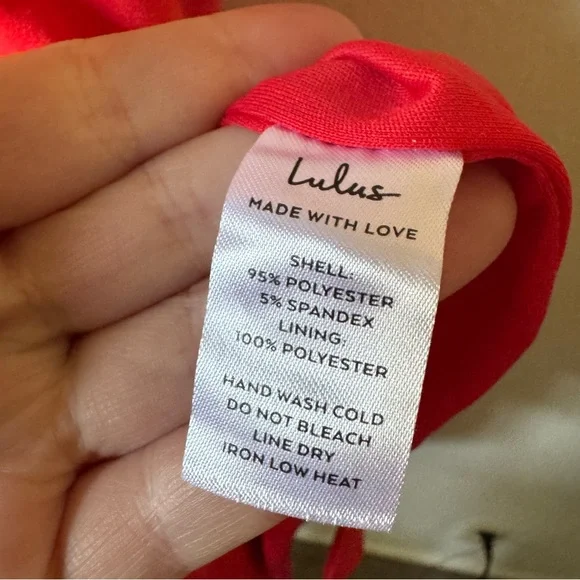 Lulus
MADE WITH LOVE
SHELL:
95% POLYESTER
5% SPANDEX
LINING:
100% POLYESTER
HAND WASH COLD
DO NOT BLEACH
LINE DRY
IRON LOW HEAT